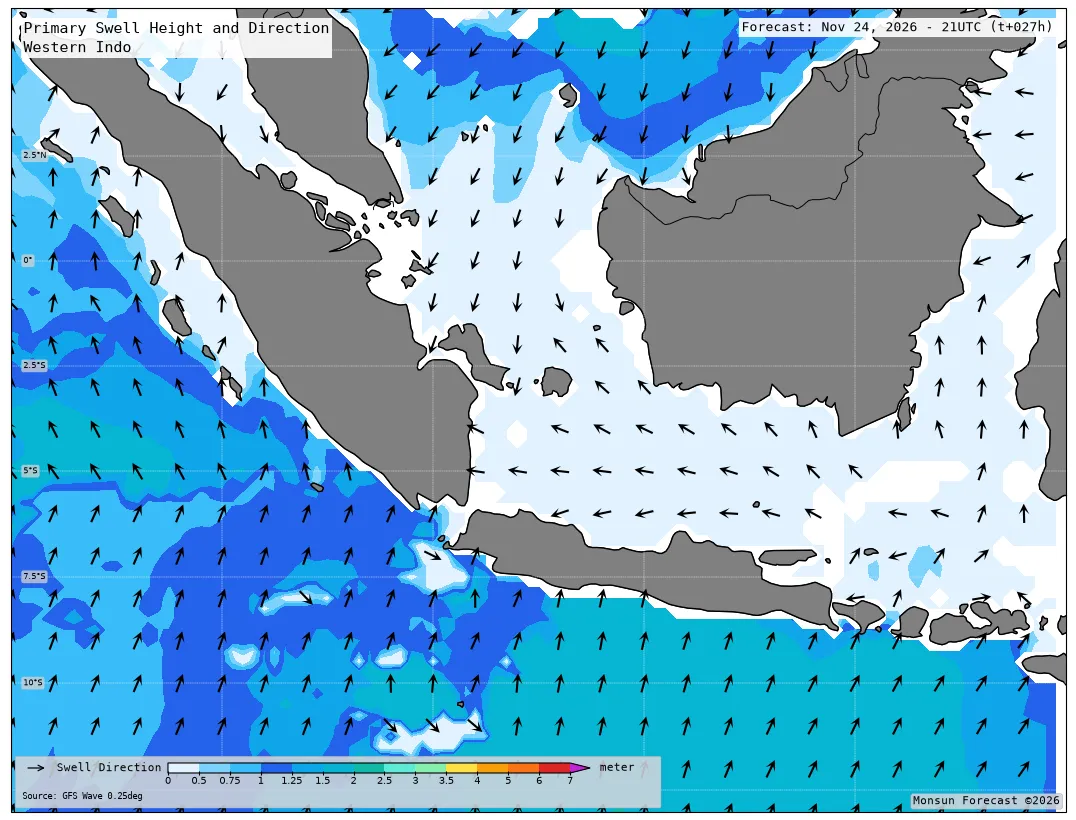 Primary Swell Height and Direction
Western Indo
Forecast: Nov 24, 2026 - 21UTC (t+027h)
2.5°N
0°
2.5°S
5°S
7.5°S
10°S
Swell Direction
0 0.5 0.75 1 1.25 1.5 2 2.5 3 3.5 4 5 6 7
meter
Source: GFS Wave 0.25deg
Monsun Forecast ©2026